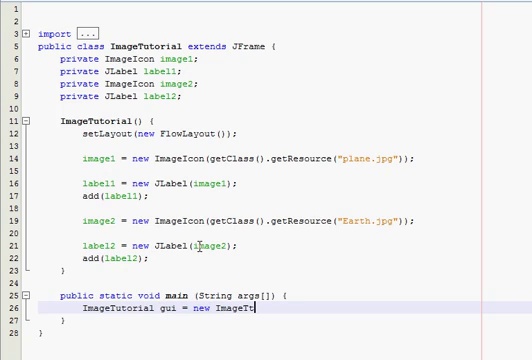 1
2
3 import ...
5 public class ImageTutorial extends JFrame {
6 private ImageIcon image1;
7 private JLabel label1;
8 private ImageIcon image2;
9 private JLabel label2;
10
11 ImageTutorial() {
12 setLayout(new FlowLayout());
13
14 image1 = new ImageIcon(getClass().getResource("plane.jpg"));
15
16 label1 = new JLabel(image1);
17 add(label1);
18
19 image2 = new ImageIcon(getClass().getResource("Earth.jpg"));
20
21 label2 = new JLabel(image2);
22 add(label2);
23 }
24
25 public static void main (String args[]) {
26 ImageTutorial gui = new ImageTt
27 }
28 }